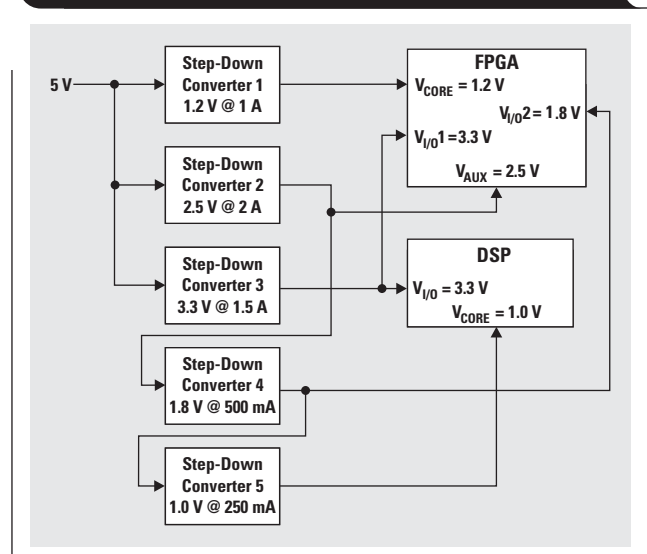 5 V
Step-Down
Converter 1
1.2 V @ 1 A
Step-Down
Converter 2
2.5 V @ 2 A
Step-Down
Converter 3
3.3 V @ 1.5 A
Step-Down
Converter 4
1.8 V @ 500 mA
Step-Down
Converter 5
1.0 V @ 250 mA
FPGA
VCORE = 1.2 V
VI/O2= 1.8 V
VI/O1=3.3 V
VAUX = 2.5 V
DSP
VI/O = 3.3 V
VCORE = 1.0 V